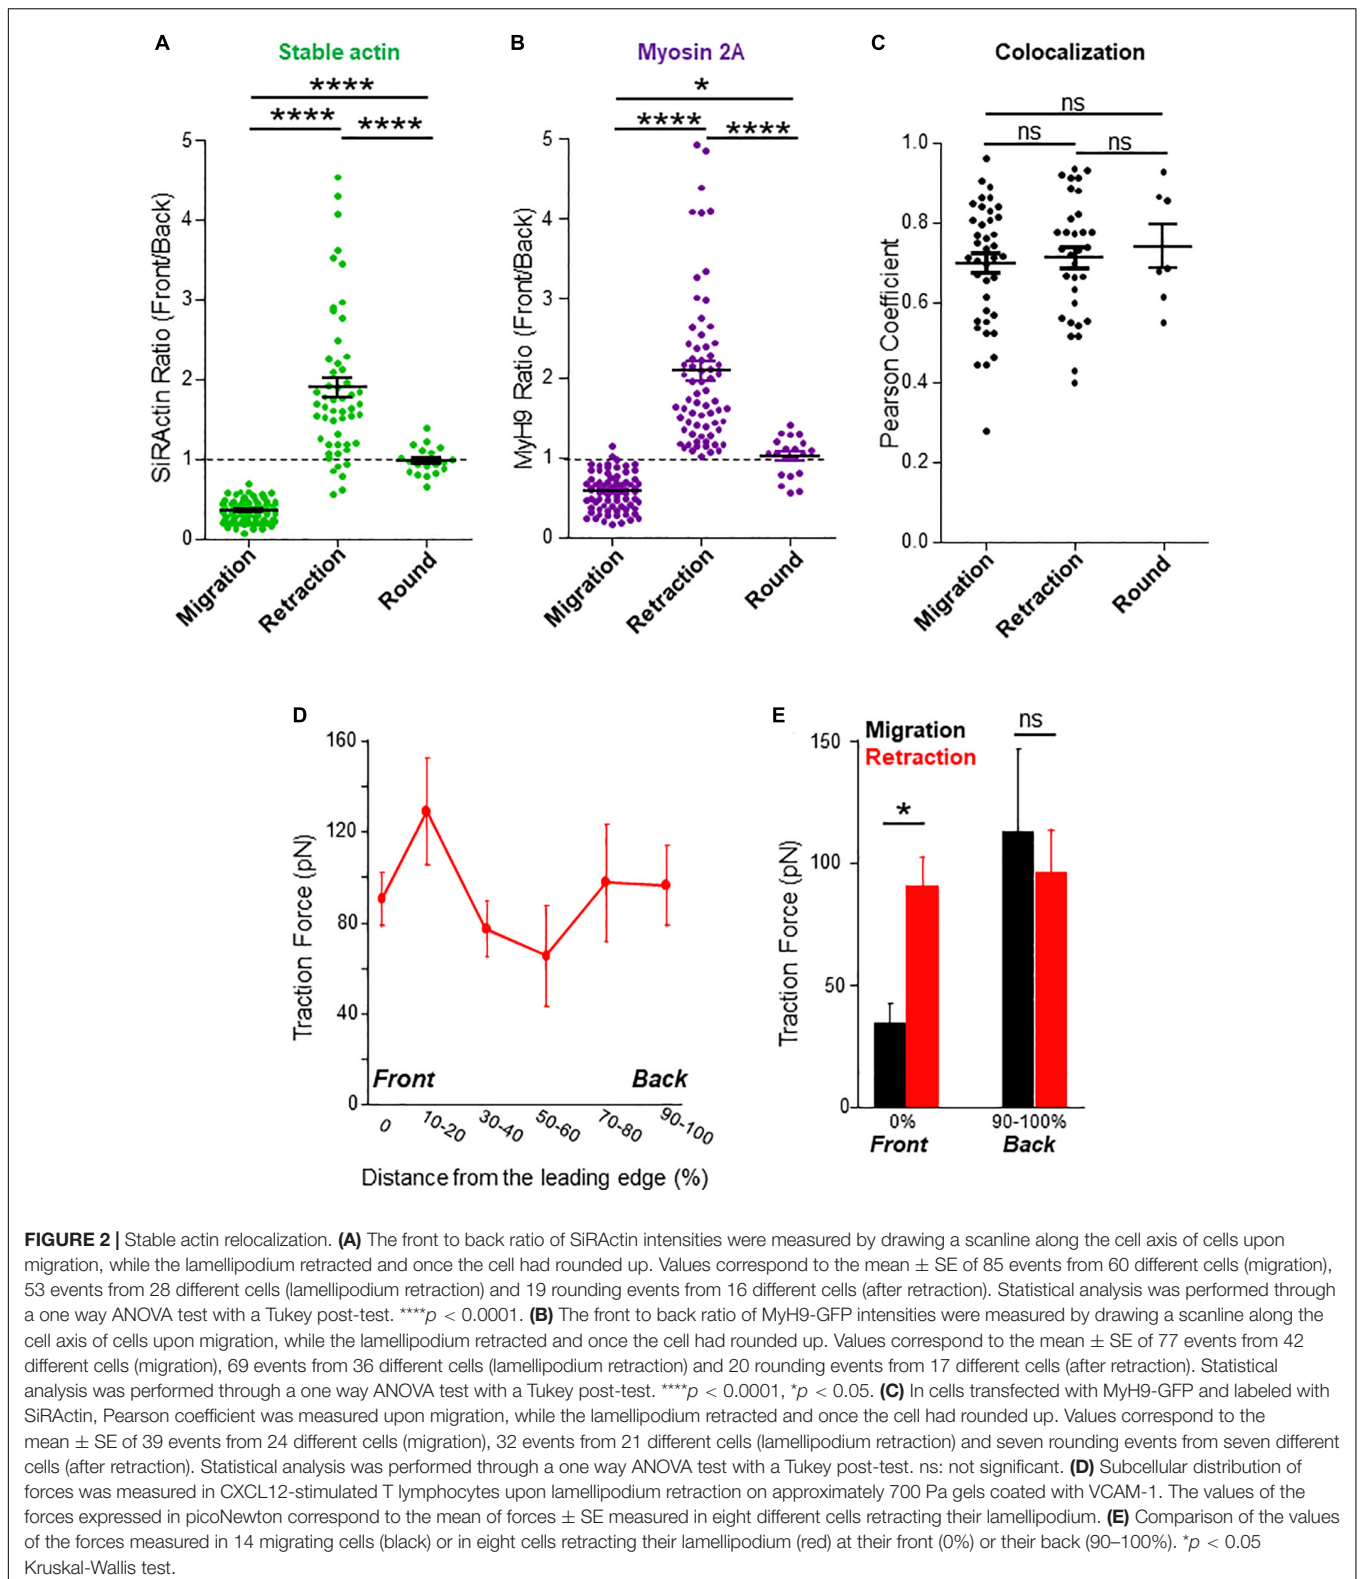 A
Stable actin
****
****
****
SiRActin Ratio (Front/Back)
5
4
3
2
1
0
Migration
Retraction
Round
B
Myosin 2A
*
****
****
MyH9 Ratio (Front/Back)
5
4
3
2
1
0
Migration
Retraction
Round
C
Colocalization
ns
ns
ns
Pearson Coefficient
1.0
0.8
0.6
0.4
0.2
0.0
Migration
Retraction
Round
D
Traction Force (pN)
160
120
80
40
0
Front
Back
0
10-20
30-40
50-60
70-80
90-100
Distance from the leading edge (%)
E
Migration
Retraction
ns
*
Traction Force (pN)
150
100
50
0
0%
90-100%
Front
Back
FIGURE 2 | Stable actin relocalization. (A) The front to back ratio of SiRActin intensities were measured by drawing a scanline along the cell axis of cells upon
migration, while the lamellipodium retracted and once the cell had rounded up. Values correspond to the mean ± SE of 85 events from 60 different cells (migration),
53 events from 28 different cells (lamellipodium retraction) and 19 rounding events from 16 different cells (after retraction). Statistical analysis was performed through
a one way ANOVA test with a Tukey post-test. ****p < 0.0001. (B) The front to back ratio of MyH9-GFP intensities were measured by drawing a scanline along the
cell axis of cells upon migration, while the lamellipodium retracted and once the cell had rounded up. Values correspond to the mean ± SE of 77 events from 42
different cells (migration), 69 events from 36 different cells (lamellipodium retraction) and 20 rounding events from 17 different cells (after retraction). Statistical
analysis was performed through a one way ANOVA test with a Tukey post-test. ****p < 0.0001, *p < 0.05. (C) In cells transfected with MyH9-GFP and labeled with
SiRActin, Pearson coefficient was measured upon migration, while the lamellipodium retracted and once the cell had rounded up. Values correspond to the
mean ± SE of 39 events from 24 different cells (migration), 32 events from 21 different cells (lamellipodium retraction) and seven rounding events from seven different
cells (after retraction). Statistical analysis was performed through a one way ANOVA test with a Tukey post-test. ns: not significant. (D) Subcellular distribution of
forces was measured in CXCL12-stimulated T lymphocytes upon lamellipodium retraction on approximately 700 Pa gels coated with VCAM-1. The values of the
forces expressed in picoNewton correspond to the mean of forces ± SE measured in eight different cells retracting their lamellipodium. (E) Comparison of the values
of the forces measured in 14 migrating cells (black) or in eight cells retracting their lamellipodium (red) at their front (0%) or their back (90–100%). *p < 0.05
Kruskal-Wallis test.